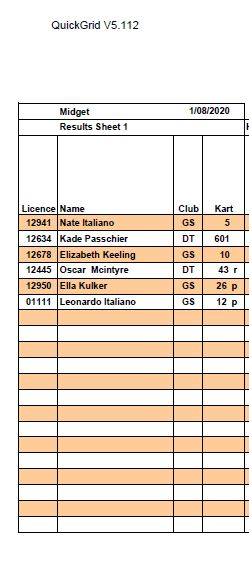 QuickGrid V5.112
Midget 1/08/2020
Results Sheet 1
Licence Name Club Kart
12941 Nate Italiano GS 5
12634 Kade Passchier DT 601
12678 Elizabeth Keeling GS 10
12445 Oscar Mcintyre DT 43 r
12950 Ella Kulker GS 26 p
01111 Leonardo Italiano GS 12 p